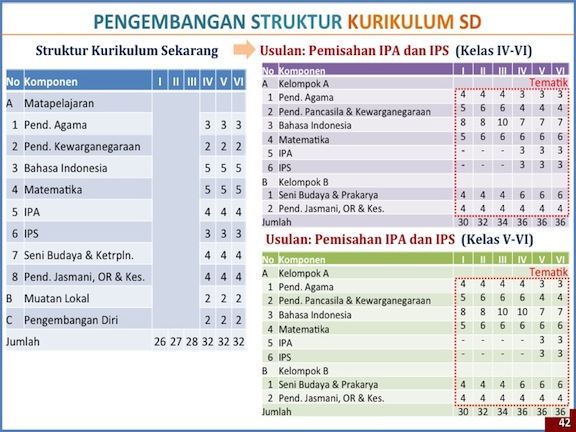 PENGEMBANGAN STRUKTUR KURIKULUM SD
Struktur Kurikulum Sekarang
No Komponen I II III IV V VI
A Matapelajaran
1 Pend. Agama 3 3 3
2 Pend. Kewarganegaraan 2 2 2
3 Bahasa Indonesia 5 5 5
4 Matematika 5 5 5
5 IPA 4 4 4
6 IPS 3 3 3
7 Seni Budaya & Ketrpln. 4 4 4
8 Pend. Jasmani, OR & Kes. 4 4 4
B Muatan Lokal 2 2 2
C Pengembangan Diri 2 2 2
Jumlah 26 27 28 32 32 32
Usulan: Pemisahan IPA dan IPS (Kelas IV-VI)
No Komponen I II III IV V VI
A Kelompok A Tematik
1 Pend. Agama 4 4 4 3 3 3
2 Pend. Pancasila & Kewarganegaraan 5 6 6 4 4 4
3 Bahasa Indonesia 8 8 10 7 7 7
4 Matematika 5 6 6 6 6 6
5 IPA - - - 3 3 3
6 IPS - - - 3 3 3
B Kelompok B
1 Seni Budaya & Prakarya 4 4 4 6 6 6
2 Pend. Jasmani, OR & Kes. 4 4 4 4 4 4
Jumlah 30 32 34 36 36 36
Usulan: Pemisahan IPA dan IPS (Kelas V-VI)
No Komponen I II III IV V VI
A Kelompok A Tematik
1 Pend. Agama 4 4 4 4 3 3
2 Pend. Pancasila & Kewarganegaraan 5 6 6 6 4 4
3 Bahasa Indonesia 8 8 10 10 7 7
4 Matematika 5 6 6 6 6 6
5 IPA - - - - 3 3
6 IPS - - - - 3 3
B Kelompok B
1 Seni Budaya & Prakarya 4 4 4 6 6 6
2 Pend. Jasmani, OR & Kes. 4 4 4 4 4 4
Jumlah 30 32 34 36 36 36
42